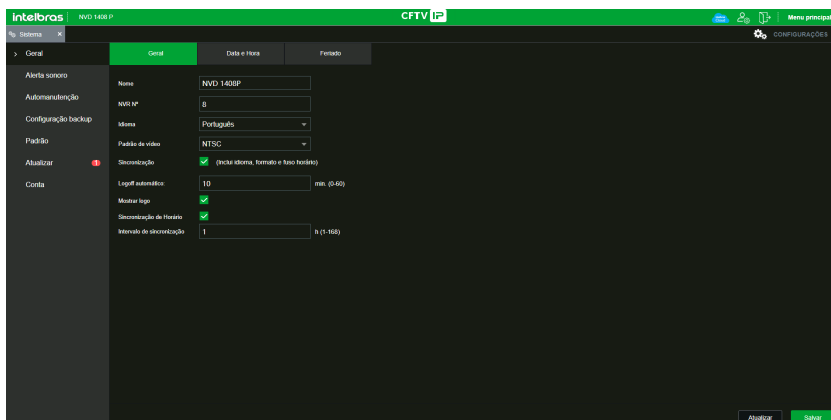 intelbras NVD 1408 P CFTV IP Menu principal
Sistema × CONFIGURAÇÕES
> Geral Geral Data e Hora Feriado
Alerta sonoro
Automanutenção
Configuração backup
Padrão
Atualizar 1
Conta
Nome NVD 1408P
NVR Nº 8
Idioma Português
Padrão de vídeo NTSC
Sincronização (Inclui idioma, formato e fuso horário)
Logoff automático: 10 min. (0-60)
Mostrar logo
Sincronização de Horário
Intervalo de sincronização 1 h (1-168)
Atualizar Salvar